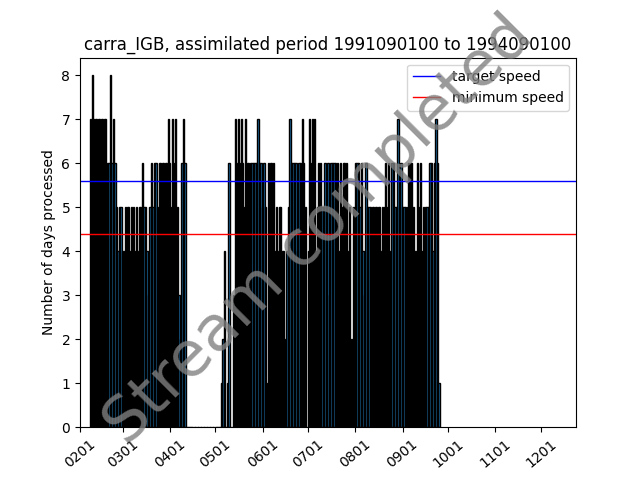 carra_IGB, assimilated period 1991090100 to 1994090100
target speed
minimum speed
Number of days processed
8
7
6
5
4
3
2
1
0
0201 0301 0401 0501 0601 0701 0801 0901 1001 1101 1201
Stream completed